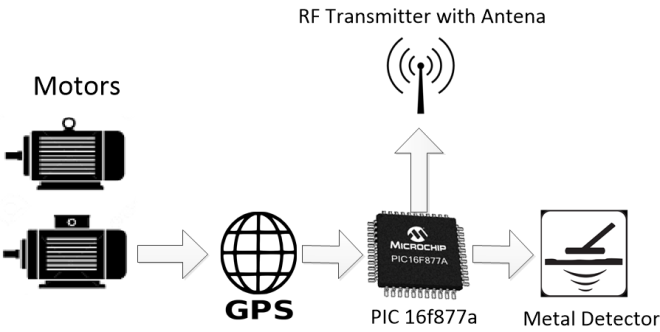 RF Transmitter with Antena
Motors
MICROCHIP
PIC16F877A
GPS
PIC 16f877a
Metal Detector